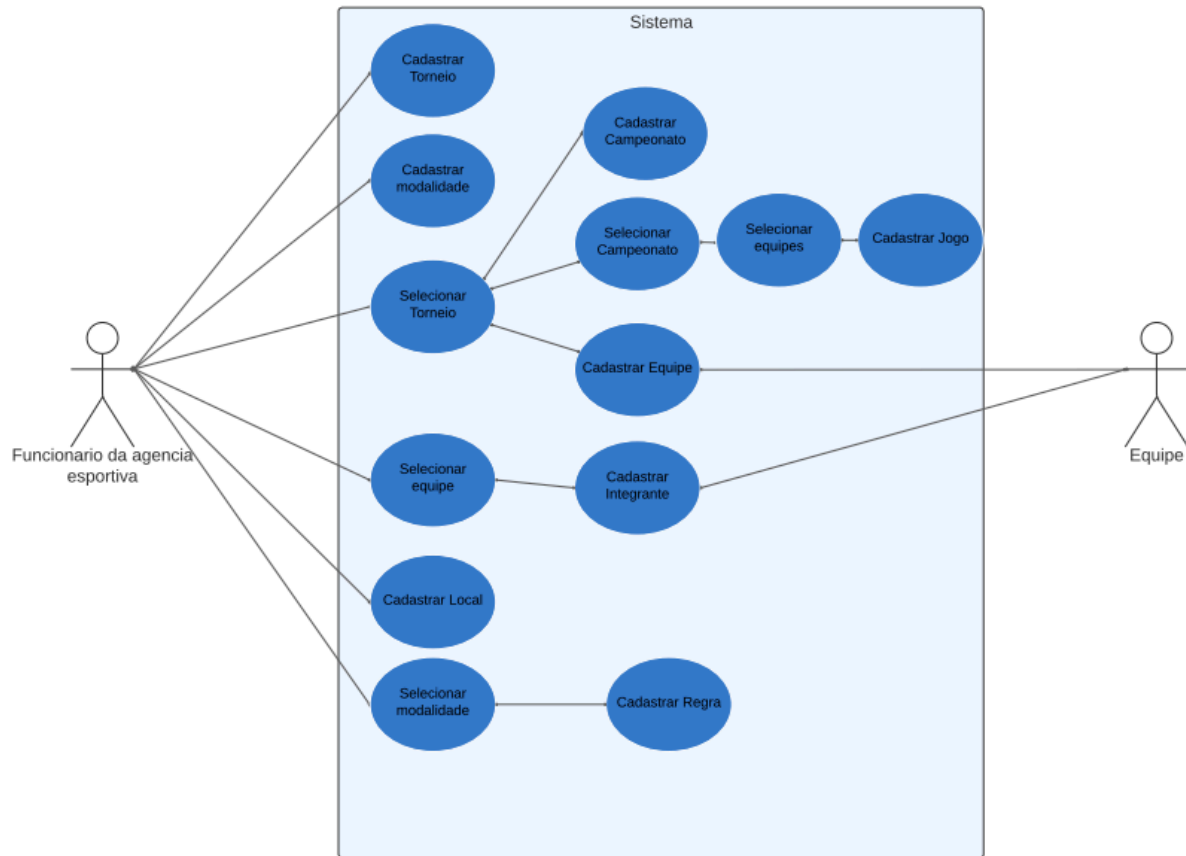 Sistema
Cadastrar
Torneio
Cadastrar
Campeonato
Cadastrar
modalidade
Selecionar
Campeonato
Selecionar
equipes
Cadastrar Jogo
Selecionar
Torneio
Cadastrar Equipe
Funcionario da agencia
esportiva
Equipe
Selecionar
equipe
Cadastrar
Integrante
Cadastrar Local
Selecionar
modalidade
Cadastrar Regra